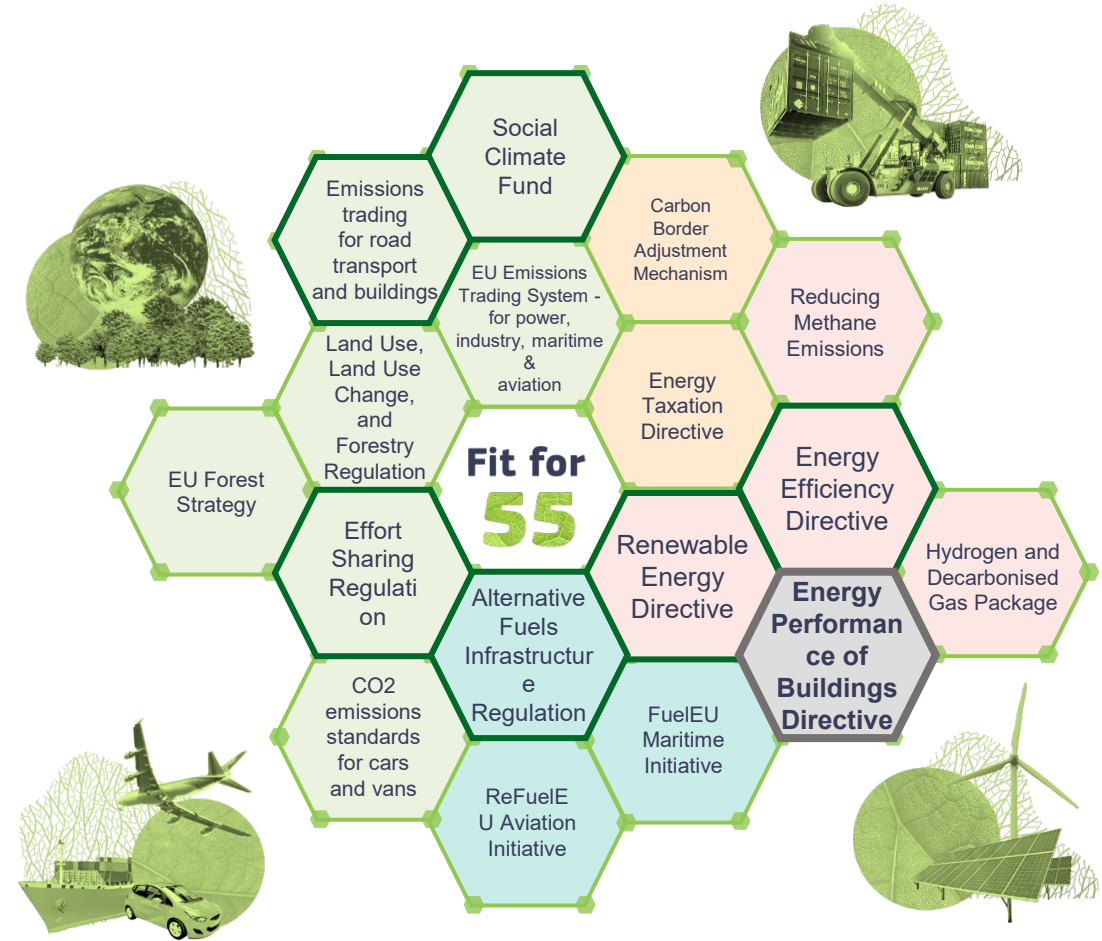 Social
Climate
Fund
Emissions
trading
for road
transport
and buildings
Carbon
Border
Adjustment
Mechanism
EU Emissions
Trading System -
for power,
industry, maritime
&
aviation
Reducing
Methane
Emissions
Land Use,
Land Use
Change,
and
Forestry
Regulation
Energy
Taxation
Directive
Fit for
55
EU Forest
Strategy
Energy
Efficiency
Directive
Effort
Sharing
Regulati
on
Renewable
Energy
Directive
Hydrogen and
Decarbonised
Gas Package
Alternative
Fuels
Infrastructur
e
Regulation
Energy
Performan
ce of
Buildings
Directive
CO2
emissions
standards
for cars
and vans
FuelEU
Maritime
Initiative
ReFuelE
U Aviation
Initiative